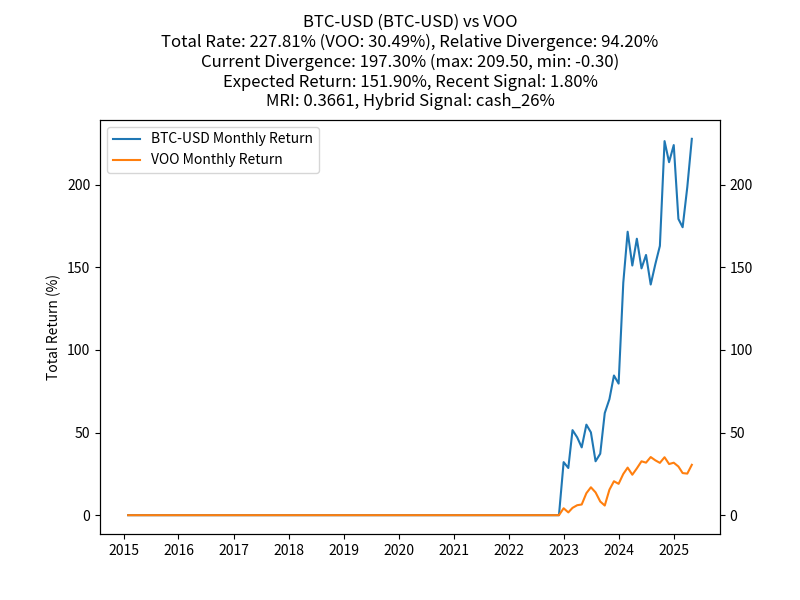 BTC-USD (BTC-USD) vs VOO
Total Rate: 227.81% (VOO: 30.49%), Relative Divergence: 94.20%
Current Divergence: 197.30% (max: 209.50, min: -0.30)
Expected Return: 151.90%, Recent Signal: 1.80%
MRI: 0.3661, Hybrid Signal: cash_26%
BTC-USD Monthly Return
VOO Monthly Return
Total Return (%)
200
150
100
50
0
200
150
100
50
0
2015 2016 2017 2018 2019 2020 2021 2022 2023 2024 2025